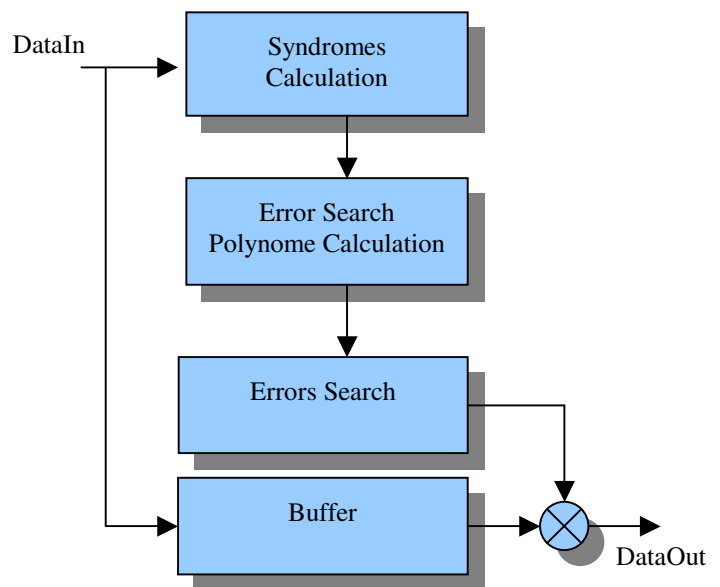 DataIn
Syndromes
Calculation
Error Search
Polynome Calculation
Errors Search
Buffer
DataOut